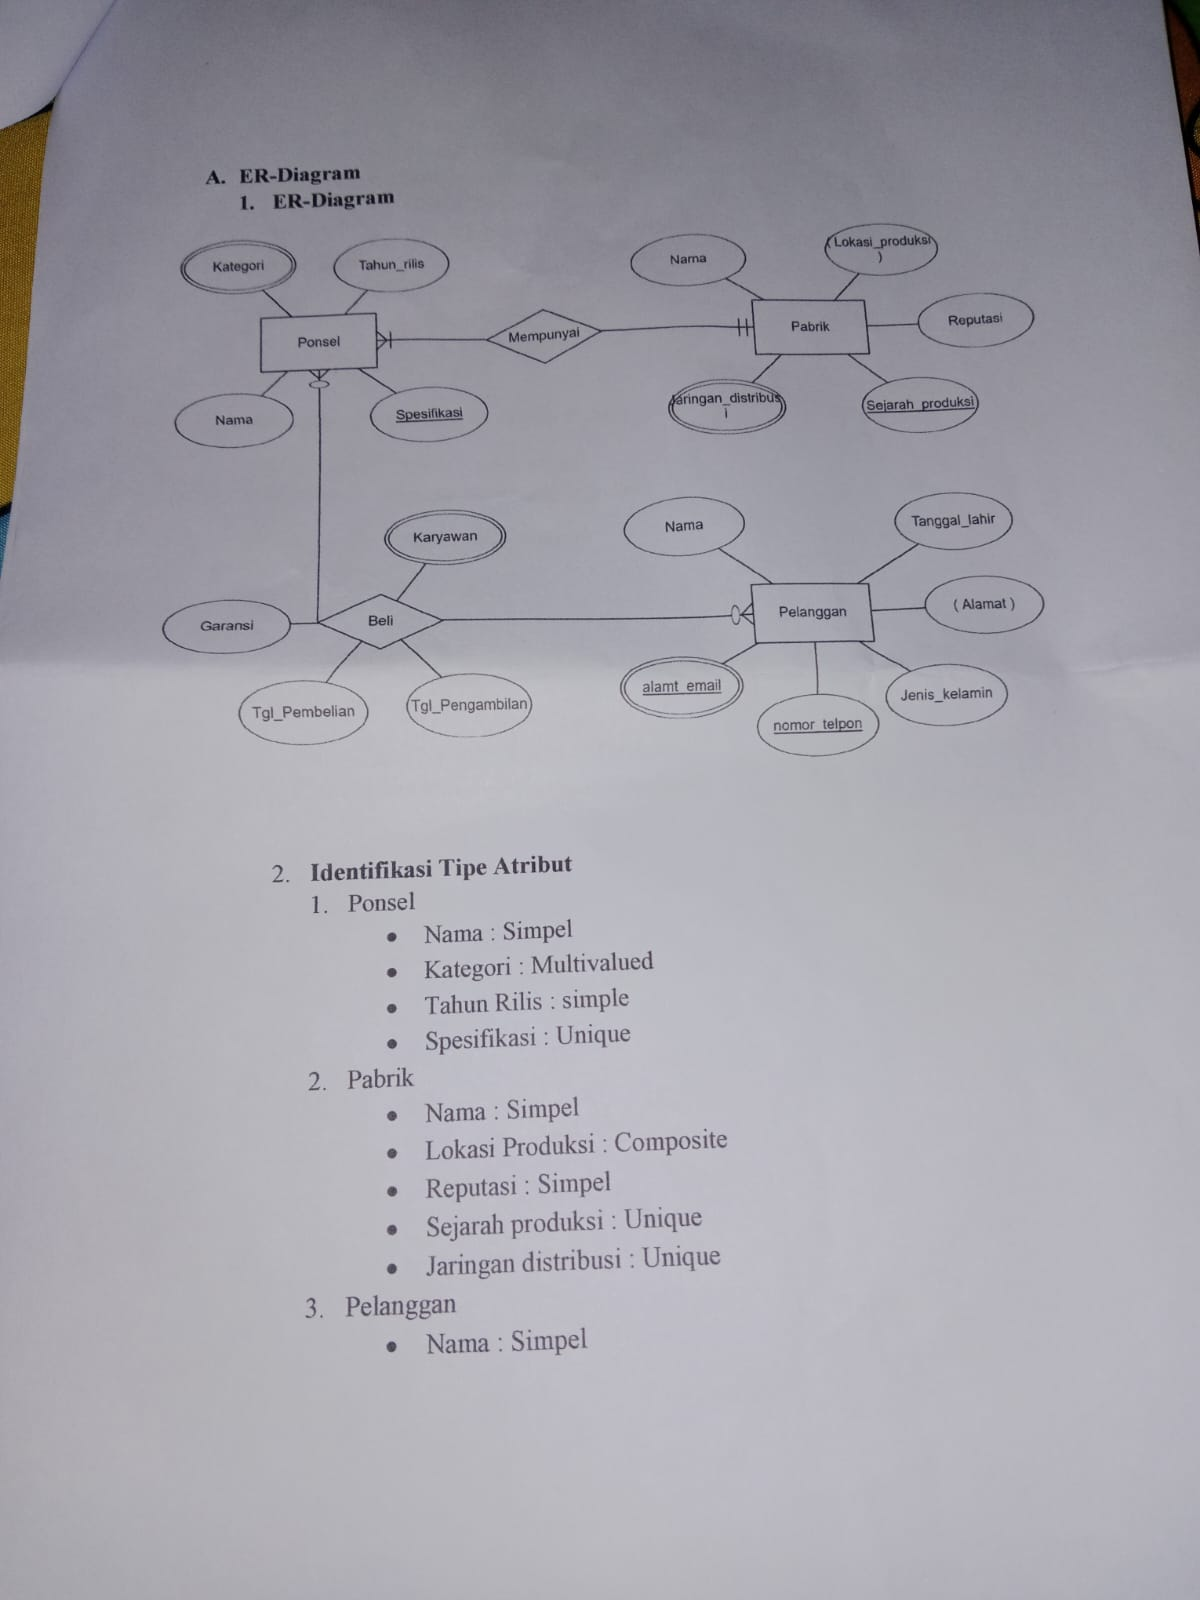 A. ER-Diagram
1. ER-Diagram
Kategori
Tahun_rilis
Nama
( Lokasi_produksi
)
Ponsel
Mempunyai
Pabrik
Reputasi
Nama
Spesifikasi
Jaringan_distribus
i
Sejarah_produksi
Karyawan
Nama
Tanggal_lahir
Garansi
Beli
Pelanggan
( Alamat )
Tgl_Pembelian
Tgl_Pengambilan
alamt_email
nomor_telpon
Jenis_kelamin
2. Identifikasi Tipe Atribut
1. Ponsel
• Nama : Simpel
• Kategori : Multivalued
• Tahun Rilis : simple
• Spesifikasi : Unique
2. Pabrik
• Nama : Simpel
• Lokasi Produksi : Composite
• Reputasi : Simpel
• Sejarah produksi : Unique
• Jaringan distribusi : Unique
3. Pelanggan
• Nama : Simpel